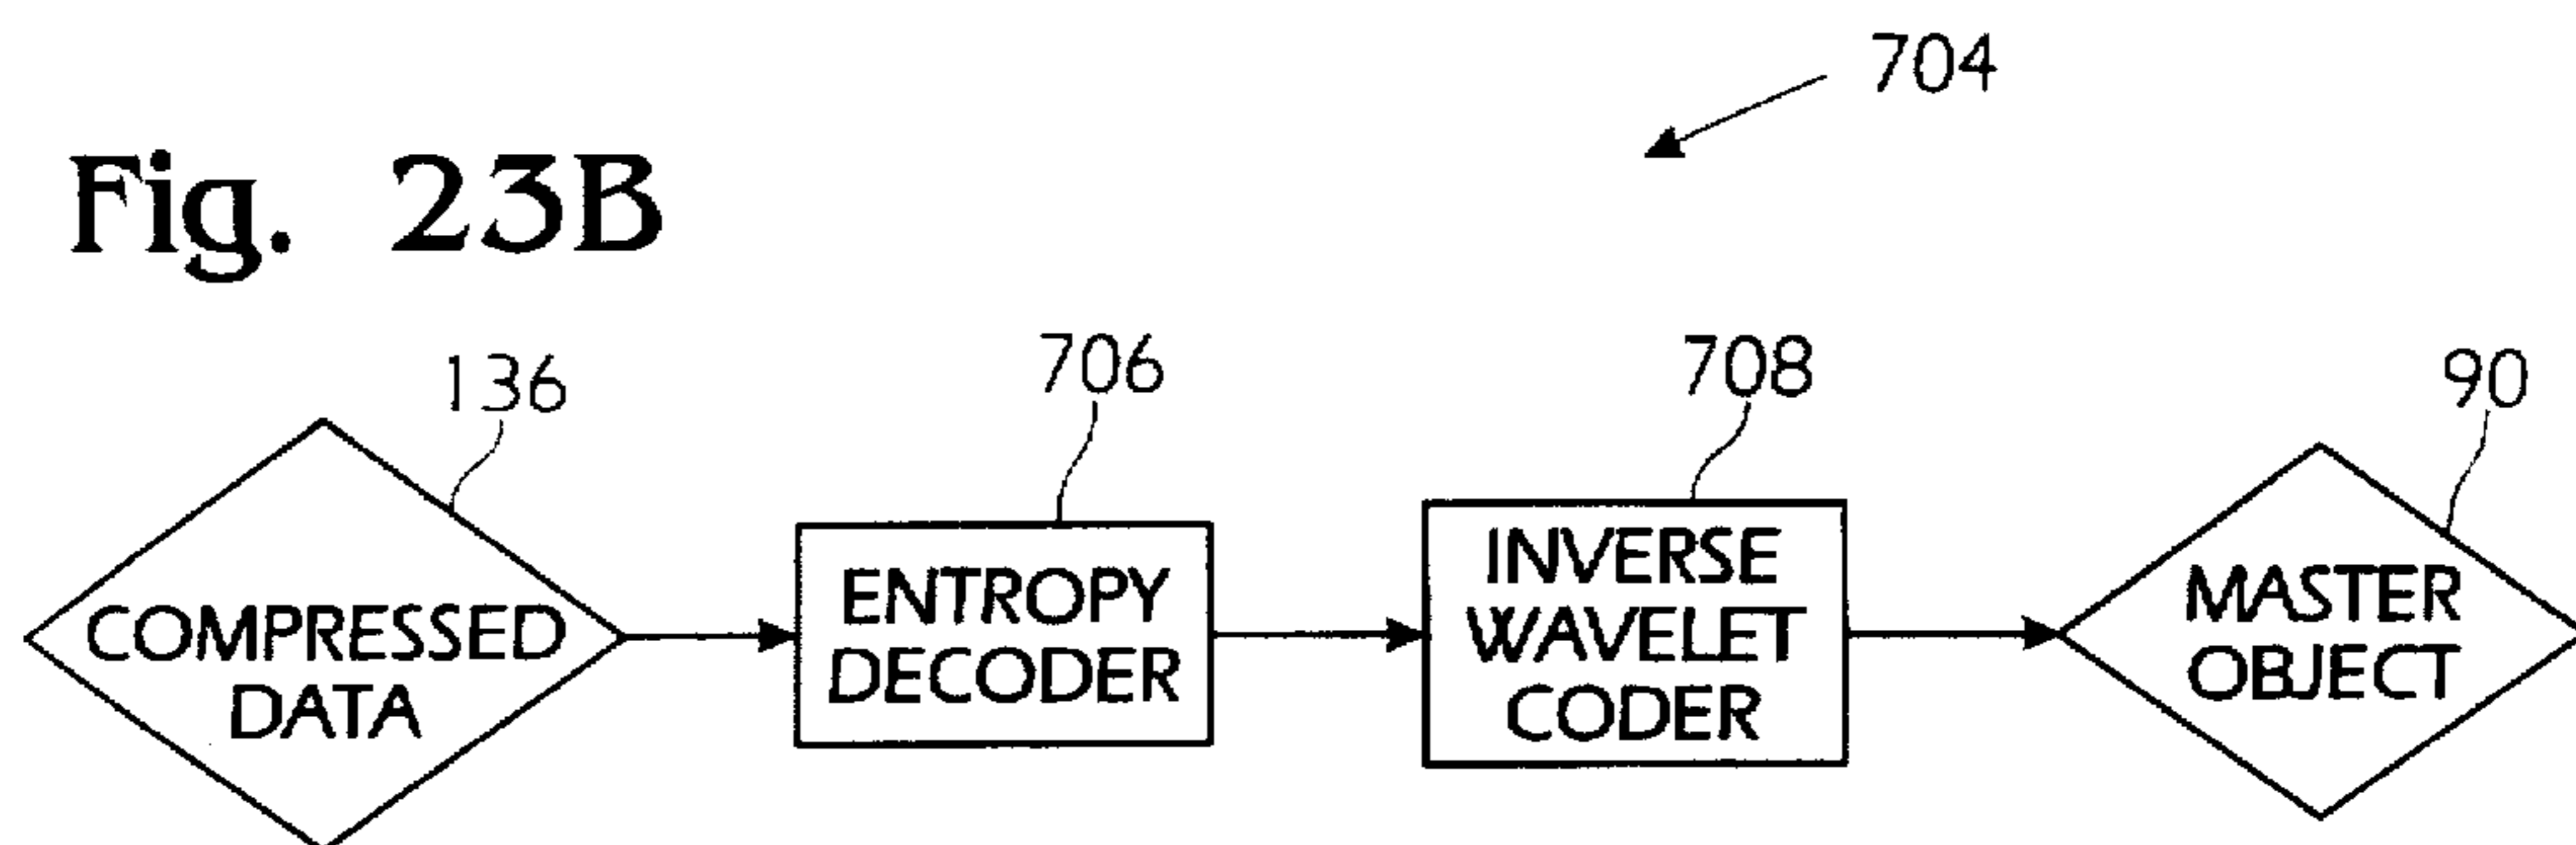 704
Fig. 23B
136
706
708
90
COMPRESSED
DATA
ENTROPY
DECODER
INVERSE
WAVELET
CODER
MASTER
OBJECT